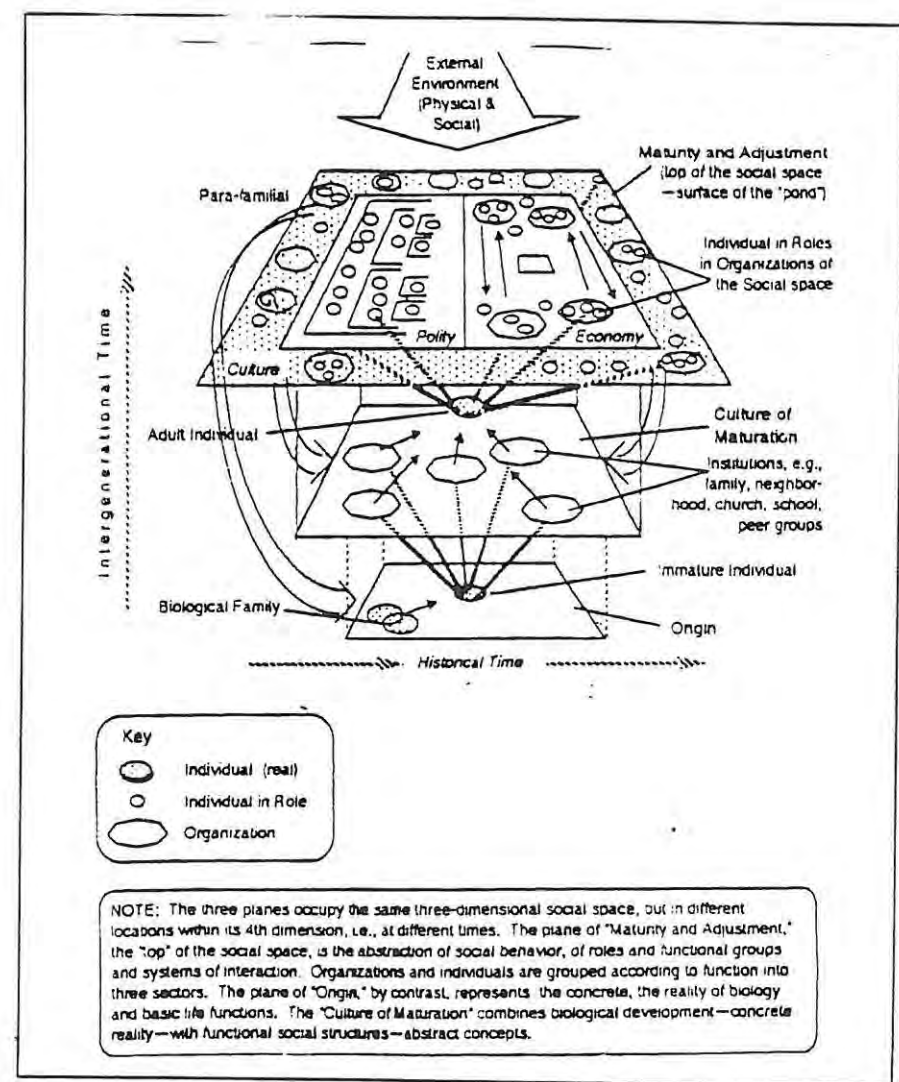 External
Environment
(Physical &
Social)
Maturity and Adjustment
(top of the social space
—surface of the "pond")
Para-familial
Individual in Roles
in Organizations of
the Social space
Polity
Economy
Culture
Intergenerational Time
Adult Individual
Culture of
Maturation
Institutions, e.g.,
family, neighbor-
hood, church, school,
peer groups
Immature Individual
Biological Family
Origin
Historical Time
Key
Individual (real)
Individual in Role
Organization
NOTE: The three planes occupy the same three-dimensional social space, but in different
locations within its 4th dimension, i.e., at different times. The plane of "Maturity and Adjustment,"
the "top" of the social space, is the abstraction of social behavior, of roles and functional groups
and systems of interaction. Organizations and individuals are grouped according to function into
three sectors. The plane of "Origin," by contrast, represents the concrete, the reality of biology
and basic life functions. The "Culture of Maturation" combines biological development—concrete
reality—with functional social structures—abstract concepts.